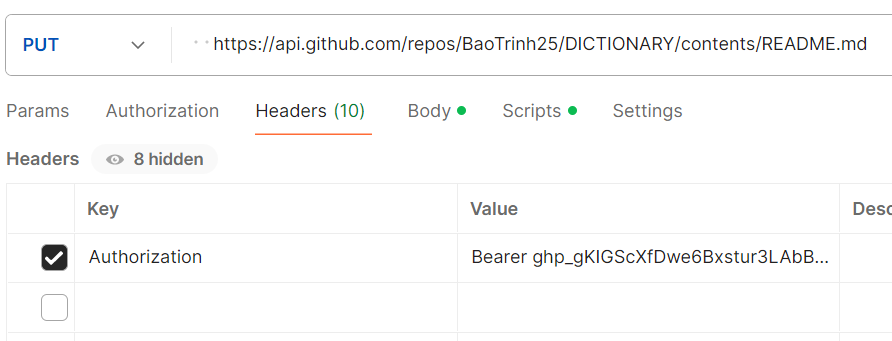 PUT https://api.github.com/repos/BaoTrinh25/DICTIONARY/contents/README.md
Params Authorization Headers (10) Body Scripts Settings
Headers 8 hidden
Key Value Desc
Authorization Bearer ghp_gKIGScXfDwe6Bxstur3LAbB...